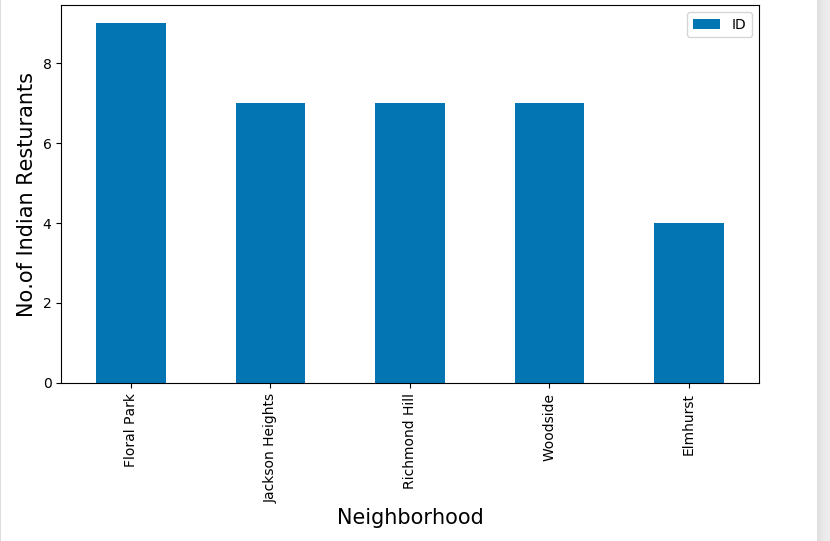 ID
No.of Indian Resturants
8
6
4
2
0
Floral Park
Jackson Heights
Richmond Hill
Woodside
Elmhurst
Neighborhood